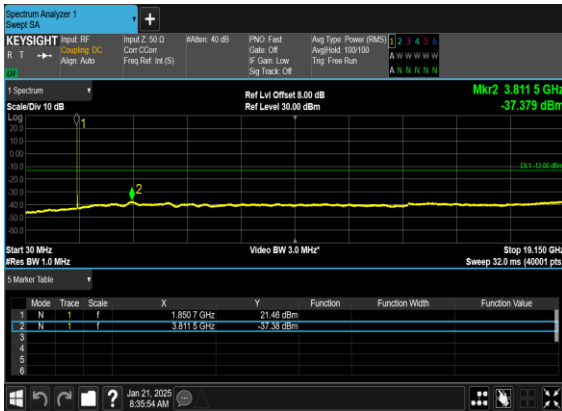 Spectrum Analyzer 1
Swept SA
+
KEYSIGHT Input: RF Input Z: 50 Ω #Atten: 40 dB PNO: Fast Avg Type: Power (RMS) 1 2 3 4 5 6
R T Coupling: DC Corr CCorr Gate: Off Avg|Hold: 100/100 A W W W W W
Align: Auto Freq Ref: Int (S) IF Gain: Low Trig: Free Run
LXI Sig Track: Off A N N N N N
1 Spectrum Ref Lvl Offset 8.00 dB Mkr2 3.811 5 GHz
Scale/Div 10 dB Ref Level 30.00 dBm -37.379 dBm
Log
20.0
10.0
0.00
-10.0
-20.0
-30.0
-40.0
-50.0
-60.0
1
2
DL1 -13.00 dBm
Start 30 MHz Video BW 3.0 MHz* Stop 19.150 GHz
#Res BW 1.0 MHz Sweep 32.0 ms (40001 pts)
5 Marker Table
Mode Trace Scale X Y Function Function Width Function Value
1 N 1 f 1.850 7 GHz 21.46 dBm
2 N 1 f 3.811 5 GHz -37.38 dBm
3
4
5
6
? Jan 21, 2025
8:35:54 AM